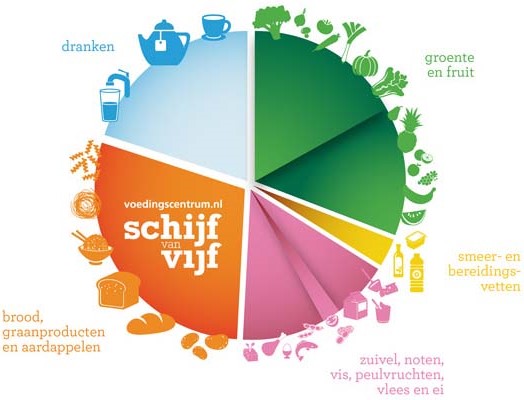 dranken
groente
en fruit
voedingscentrum.nl
schijf
van
vijf
smeer- en
bereidings-
vetten
brood,
graanproducten
en aardappelen
zuivel, noten,
vis, peulvruchten,
vlees en ei